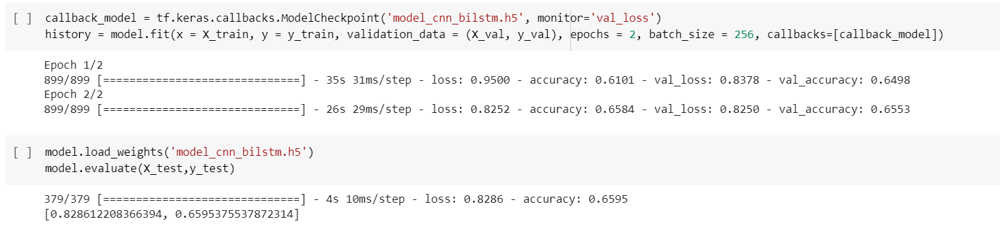 [ ] callback_model = tf.keras.callbacks.ModelCheckpoint('model_cnn_bilstm.h5', monitor='val_loss')
history = model.fit(x = X_train, y = y_train, validation_data = (X_val, y_val), epochs = 2, batch_size = 256, callbacks=[callback_model])
Epoch 1/2
899/899 [==============================] - 35s 31ms/step - loss: 0.9500 - accuracy: 0.6101 - val_loss: 0.8378 - val_accuracy: 0.6498
Epoch 2/2
899/899 [==============================] - 26s 29ms/step - loss: 0.8252 - accuracy: 0.6584 - val_loss: 0.8250 - val_accuracy: 0.6553
[ ] model.load_weights('model_cnn_bilstm.h5')
model.evaluate(X_test,y_test)
379/379 [==============================] - 4s 10ms/step - loss: 0.8286 - accuracy: 0.6595
[0.828612208366394, 0.6595375537872314]